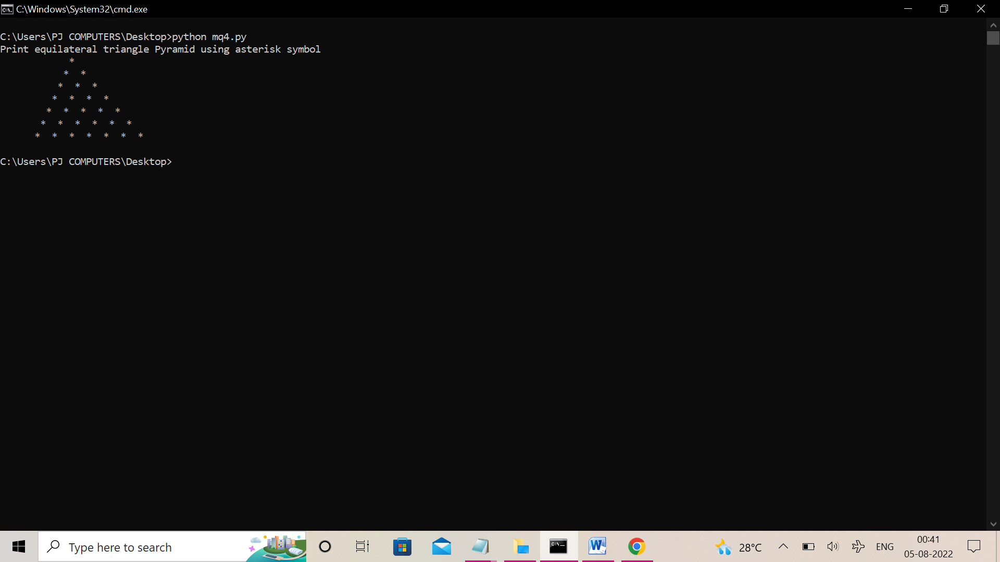 C:\Windows\System32\cmd.exe
C:\Users\PJ COMPUTERS\Desktop>python mq4.py
Print equilateral triangle Pyramid using asterisk symbol
            *
           *  *
          *  *  *
         *  *  *  *
        *  *  *  *  *
       *  *  *  *  *  *
      *  *  *  *  *  *  *
C:\Users\PJ COMPUTERS\Desktop>
Type here to search
28°C
ENG
00:41
05-08-2022